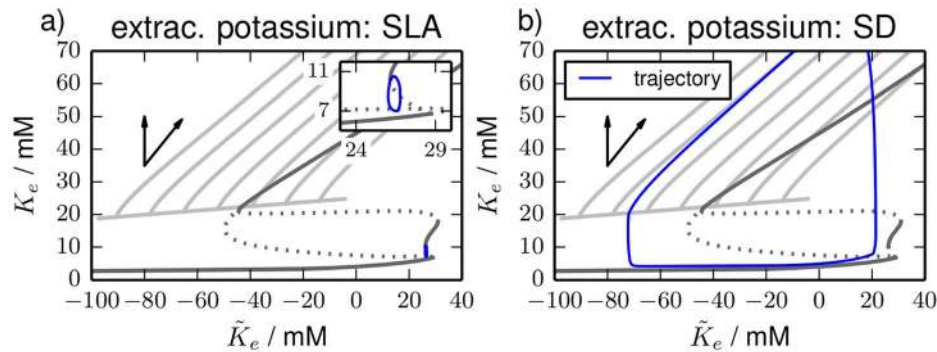 a) extrac. potassium: SLA
70
60
50
40
30
20
10
0
K_e / mM
11
7
24
29
−100 −80 −60 −40 −20 0 20 40
K̃_e / mM
b) extrac. potassium: SD
70
60
50
40
30
20
10
0
K_e / mM
trajectory
−100 −80 −60 −40 −20 0 20 40
K̃_e / mM